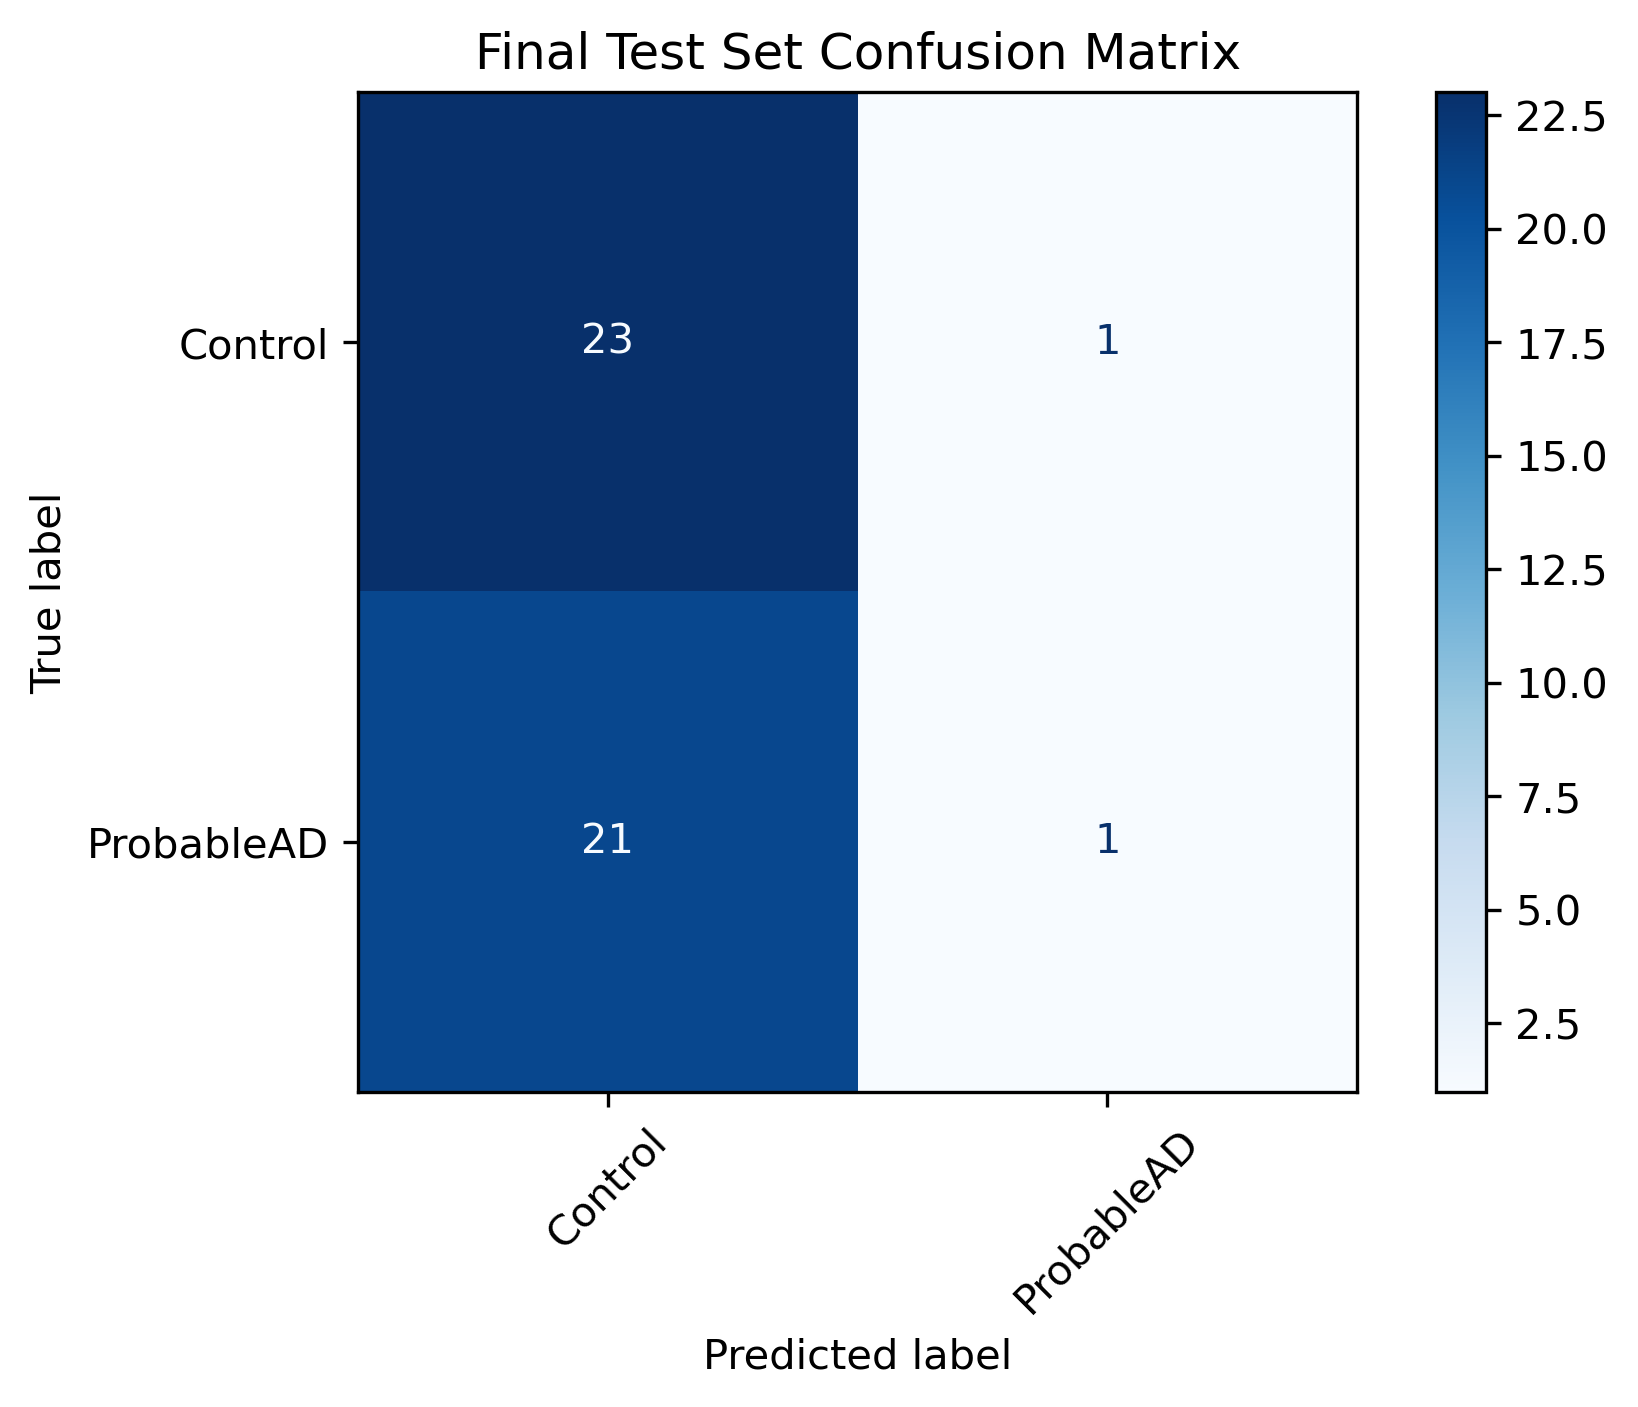 Final Test Set Confusion Matrix
True label
Control
ProbableAD
23
1
21
1
Control
ProbableAD
Predicted label
22.5
20.0
17.5
15.0
12.5
10.0
7.5
5.0
2.5